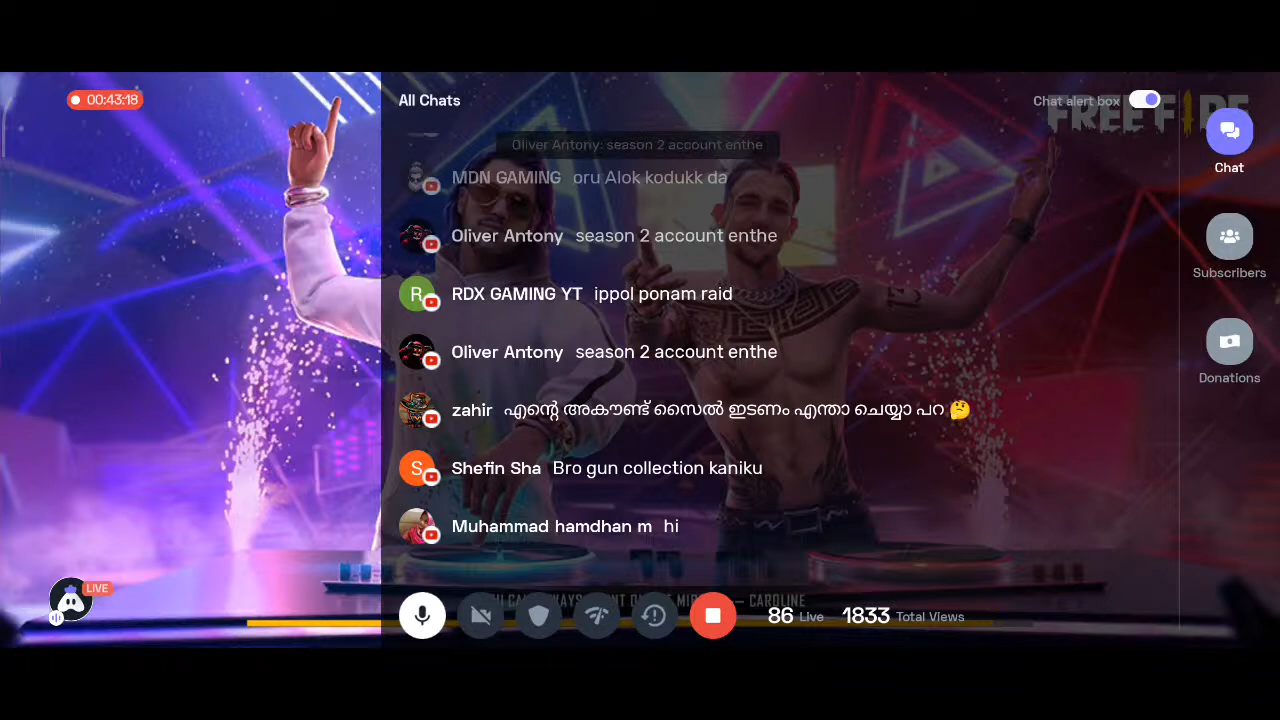 00:43:18
All Chats
Chat alert box
FREE FIRE
Oliver Antony: season 2 account enthe
MDN GAMING oru Alok kodukk da
Chat
Oliver Antony season 2 account enthe
Subscribers
RDX GAMING YT ippol ponam raid
Oliver Antony season 2 account enthe
Donations
zahir എന്റെ അകൗണ്ട് സൈൽ ഇടണം എന്താ ചെയ്യാ പറ 🤔
S Shefin Sha Bro gun collection kaniku
Muhammad hamdhan m hi
LIVE
— CAROLINE
86 Live 1833 Total Views